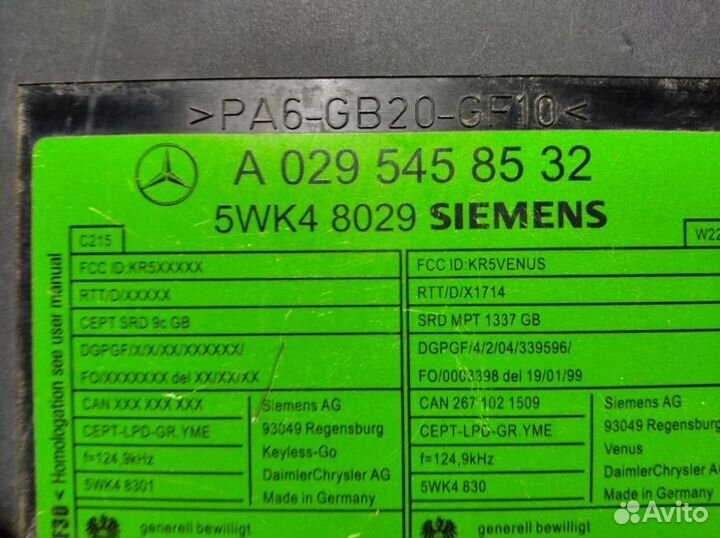 >PA6-GB20-GF10<
A 029 545 85 32
5WK4 8029 SIEMENS
C215
FCC ID:KR5XXXXX
RTT/D/XXXXX
CEPT SRD 9c GB
DGPGF/X/X/XX/XXXXXX/
FO/XXXXXXX del XX/XX/XX
CAN XXX XXX XXX
CEPT-LPD-GR.YME
f=124,9kHz
5WK4 8301
Siemens AG
93049 Regensburg
Keyless-Go
DaimlerChrysler AG
Made in Germany
generell bewilligt
W22
FCC ID:KR5VENUS
RTT/D/X1714
SRD MPT 1337 GB
DGPGF/4/2/04/339596/
FO/0003398 del 19/01/99
CAN 267 102 1509
CEPT-LPD-GR.YME
f=124,9kHz
5WK4 830
Siemens AG
93049 Regensburg
Venus
DaimlerChrysler AG
Made in Germany
generell bewilligt
F3D < Homologation see user manual
Avito